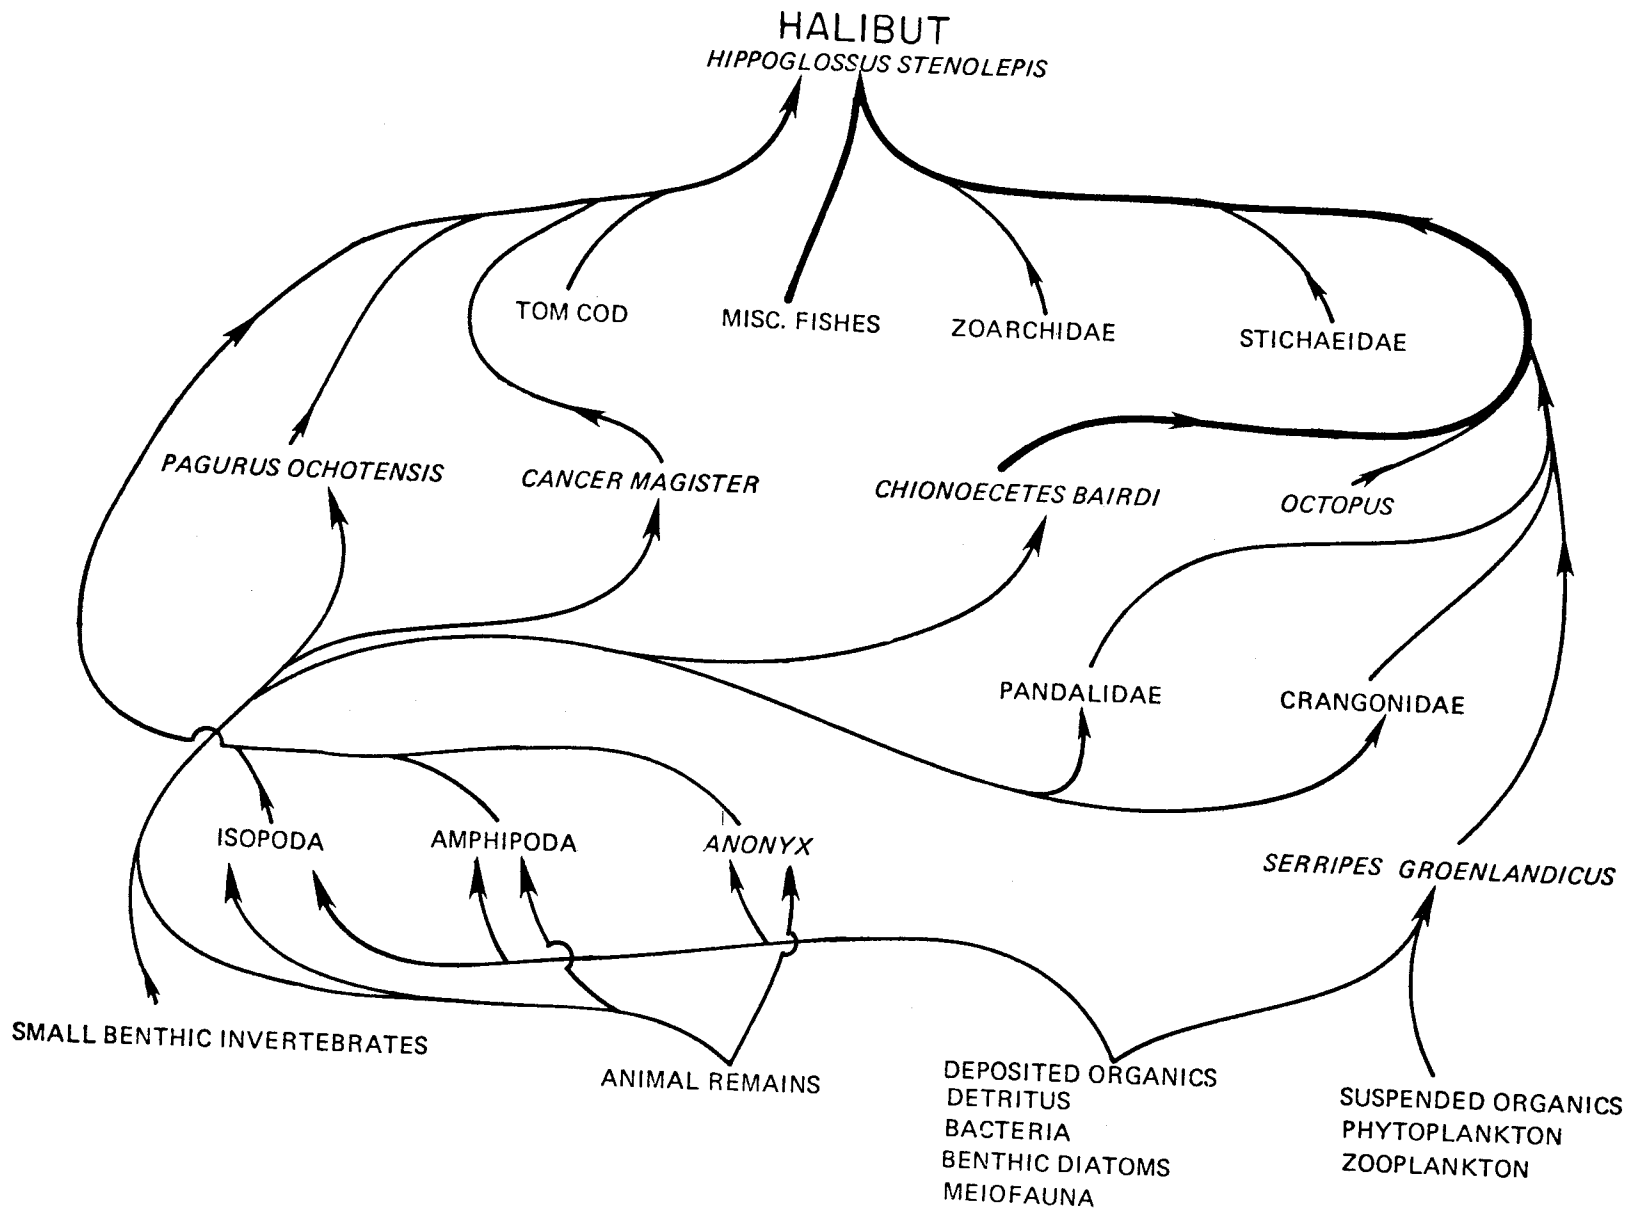 HALIBUT
HIPPOGLOSSUS STENOLEPIS
TOM COD
MISC. FISHES
ZOARCHIDAE
STICHAEIDAE
PAGURUS OCHOTENSIS
CANCER MAGISTER
CHIONOECETES BAIRDI
OCTOPUS
PANDALIDAE
CRANGONIDAE
ISOPODA
AMPHIPODA
ANONYX
SERRIPES GROENLANDICUS
SMALL BENTHIC INVERTEBRATES
ANIMAL REMAINS
DEPOSITED ORGANICS
DETRITUS
BACTERIA
BENTHIC DIATOMS
MEIOFAUNA
SUSPENDED ORGANICS
PHYTOPLANKTON
ZOOPLANKTON